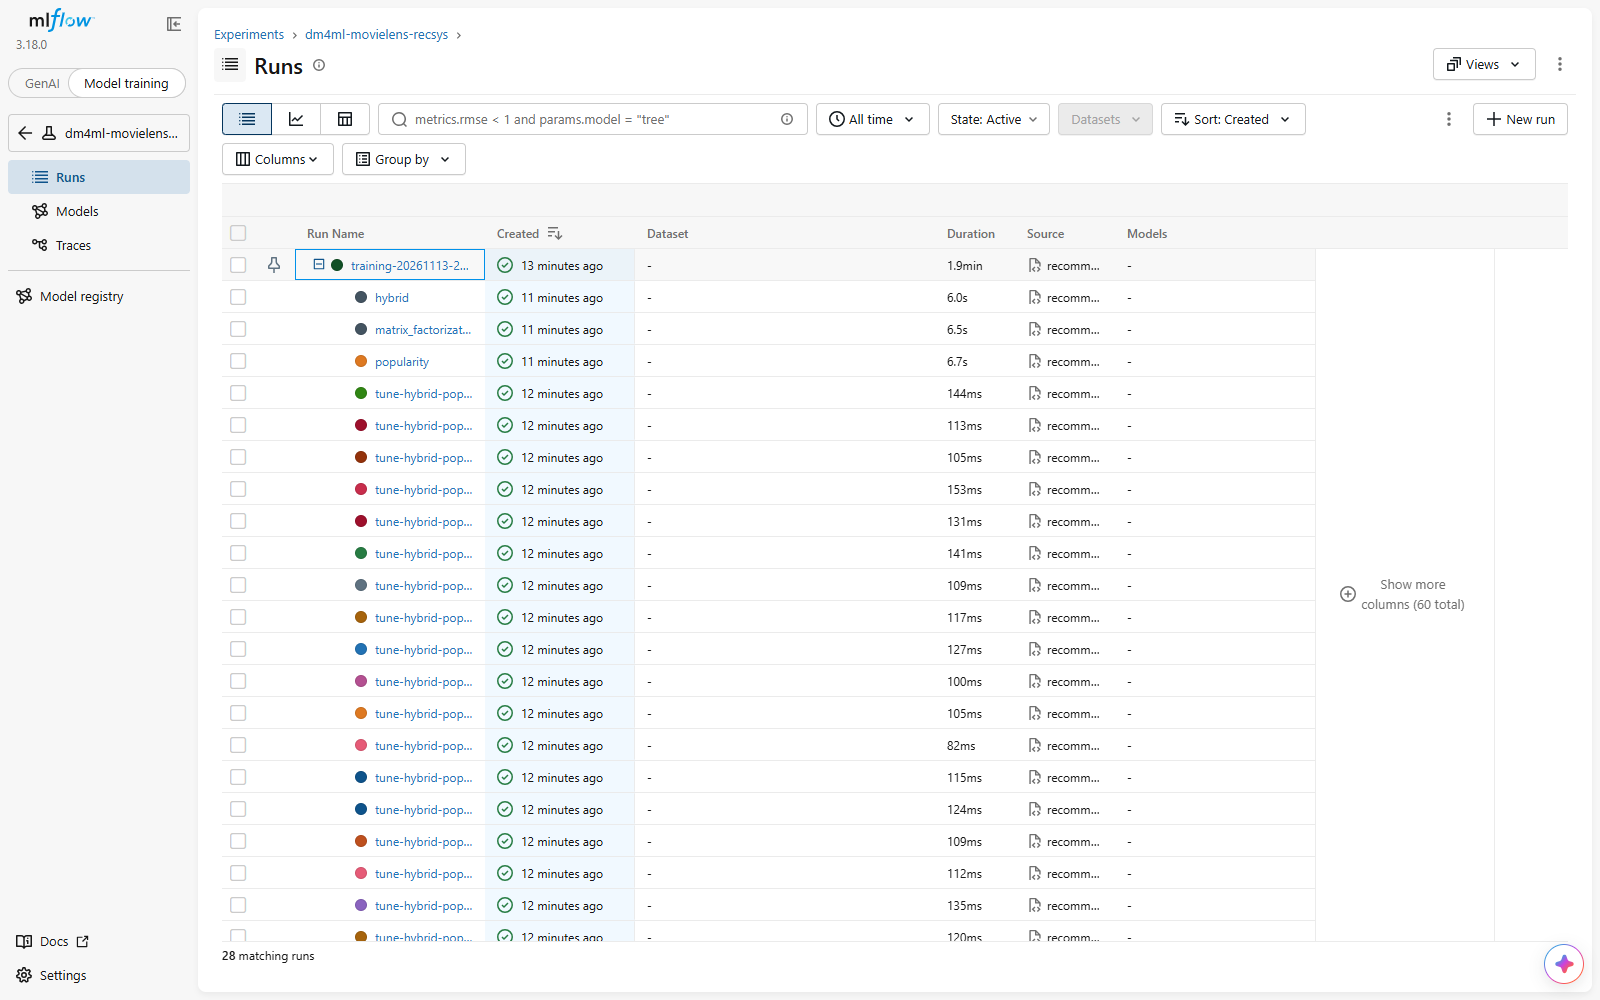 mlflow
3.18.0
GenAI Model training
dm4ml-movielens...
Runs
Models
Traces
Model registry
Docs
Settings
Experiments › dm4ml-movielens-recsys ›
Runs
Views
metrics.rmse < 1 and params.model = "tree"
All time
State: Active
Datasets
Sort: Created
New run
Columns
Group by
Run Name Created Dataset Duration Source Models
training-20261113-2... 13 minutes ago - 1.9min recomm... -
hybrid 11 minutes ago - 6.0s recomm... -
matrix_factorizat... 11 minutes ago - 6.5s recomm... -
popularity 11 minutes ago - 6.7s recomm... -
tune-hybrid-pop... 12 minutes ago - 144ms recomm... -
tune-hybrid-pop... 12 minutes ago - 113ms recomm... -
tune-hybrid-pop... 12 minutes ago - 105ms recomm... -
tune-hybrid-pop... 12 minutes ago - 153ms recomm... -
tune-hybrid-pop... 12 minutes ago - 131ms recomm... -
tune-hybrid-pop... 12 minutes ago - 141ms recomm... -
tune-hybrid-pop... 12 minutes ago - 109ms recomm... -
tune-hybrid-pop... 12 minutes ago - 117ms recomm... -
tune-hybrid-pop... 12 minutes ago - 127ms recomm... -
tune-hybrid-pop... 12 minutes ago - 100ms recomm... -
tune-hybrid-pop... 12 minutes ago - 105ms recomm... -
tune-hybrid-pop... 12 minutes ago - 82ms recomm... -
tune-hybrid-pop... 12 minutes ago - 115ms recomm... -
tune-hybrid-pop... 12 minutes ago - 124ms recomm... -
tune-hybrid-pop... 12 minutes ago - 109ms recomm... -
tune-hybrid-pop... 12 minutes ago - 112ms recomm... -
tune-hybrid-pop... 12 minutes ago - 135ms recomm... -
tune-hybrid-pop... 12 minutes ago - 120ms recomm... -
Show more
columns (60 total)
28 matching runs